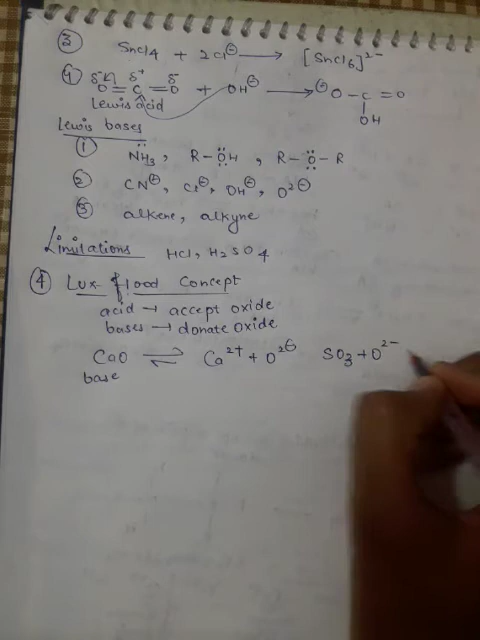 ③ SnCl4 + 2Cl⊖ → [SnCl6]²⁻
④ δ⁻ δ⁺ δ⁻
O=C=O + OH⊖ → ⊖O-C=O
Lewis acid OH
Lewis bases
① NH3, R-OH, R-O-R
② CN⊖, Cl⊖, OH⊖, O²⊖
③ alkene, alkyne
Limitations HCl, H2SO4
④ Lux flood Concept
acid → accept oxide
bases → donate oxide
CaO ⇌ Ca²⁺ + O²⊖ SO3 + O²⁻
base